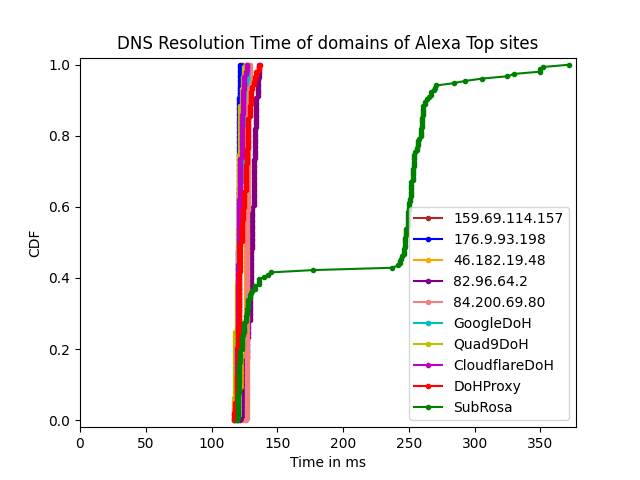 DNS Resolution Time of domains of Alexa Top sites
1.0
0.8
0.6
0.4
0.2
0.0
CDF
0
50
100
150
200
250
300
350
Time in ms
159.69.114.157
176.9.93.198
46.182.19.48
82.96.64.2
84.200.69.80
GoogleDoH
Quad9DoH
CloudflareDoH
DoHProxy
SubRosa